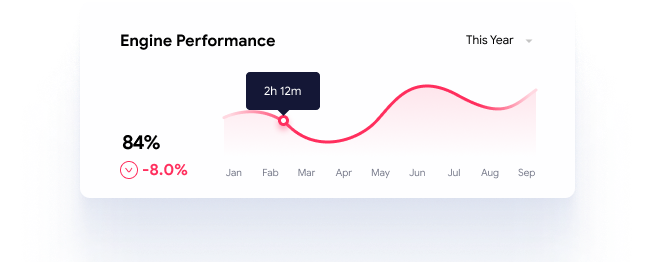 Engine Performance
This Year
2h 12m
84%
-8.0%
Jan Feb Mar Apr May Jun Jul Aug Sep